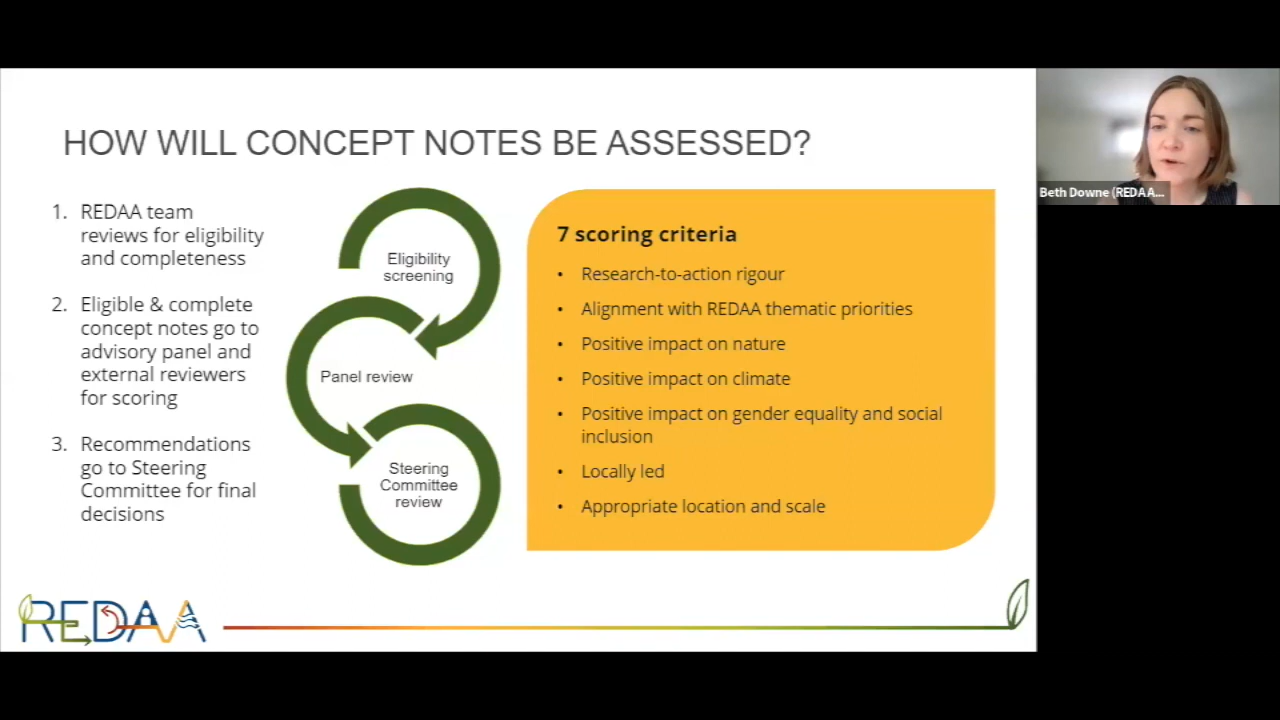 HOW WILL CONCEPT NOTES BE ASSESSED?
1. REDAA team
reviews for eligibility
and completeness
2. Eligible & complete
concept notes go to
advisory panel and
external reviewers
for scoring
3. Recommendations
go to Steering
Committee for final
decisions
Eligibility
screening
Panel review
Steering
Committee
review
7 scoring criteria
• Research-to-action rigour
• Alignment with REDAA thematic priorities
• Positive impact on nature
• Positive impact on climate
• Positive impact on gender equality and social
inclusion
• Locally led
• Appropriate location and scale
REDAA
Beth Downe (REDAA...